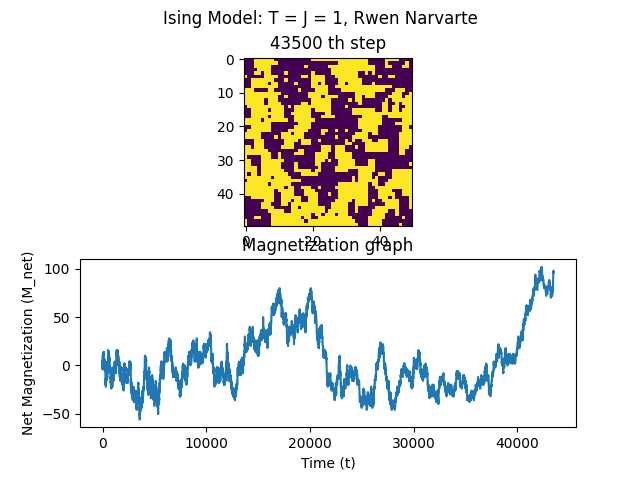 Ising Model: T = J = 1, Rwen Narvarte
43500 th step
0
10
20
30
40
0 20 40
Magnetization graph
Net Magnetization (M_net)
100
50
0
−50
0 10000 20000 30000 40000
Time (t)